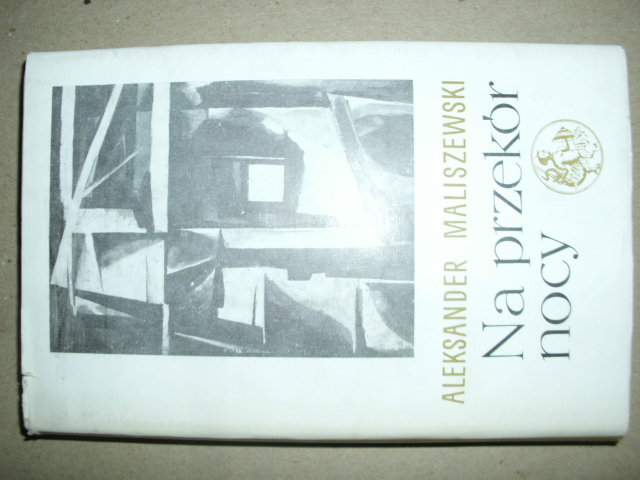 ALEKSANDER MALISZEWSKI
Na przekór
nocy